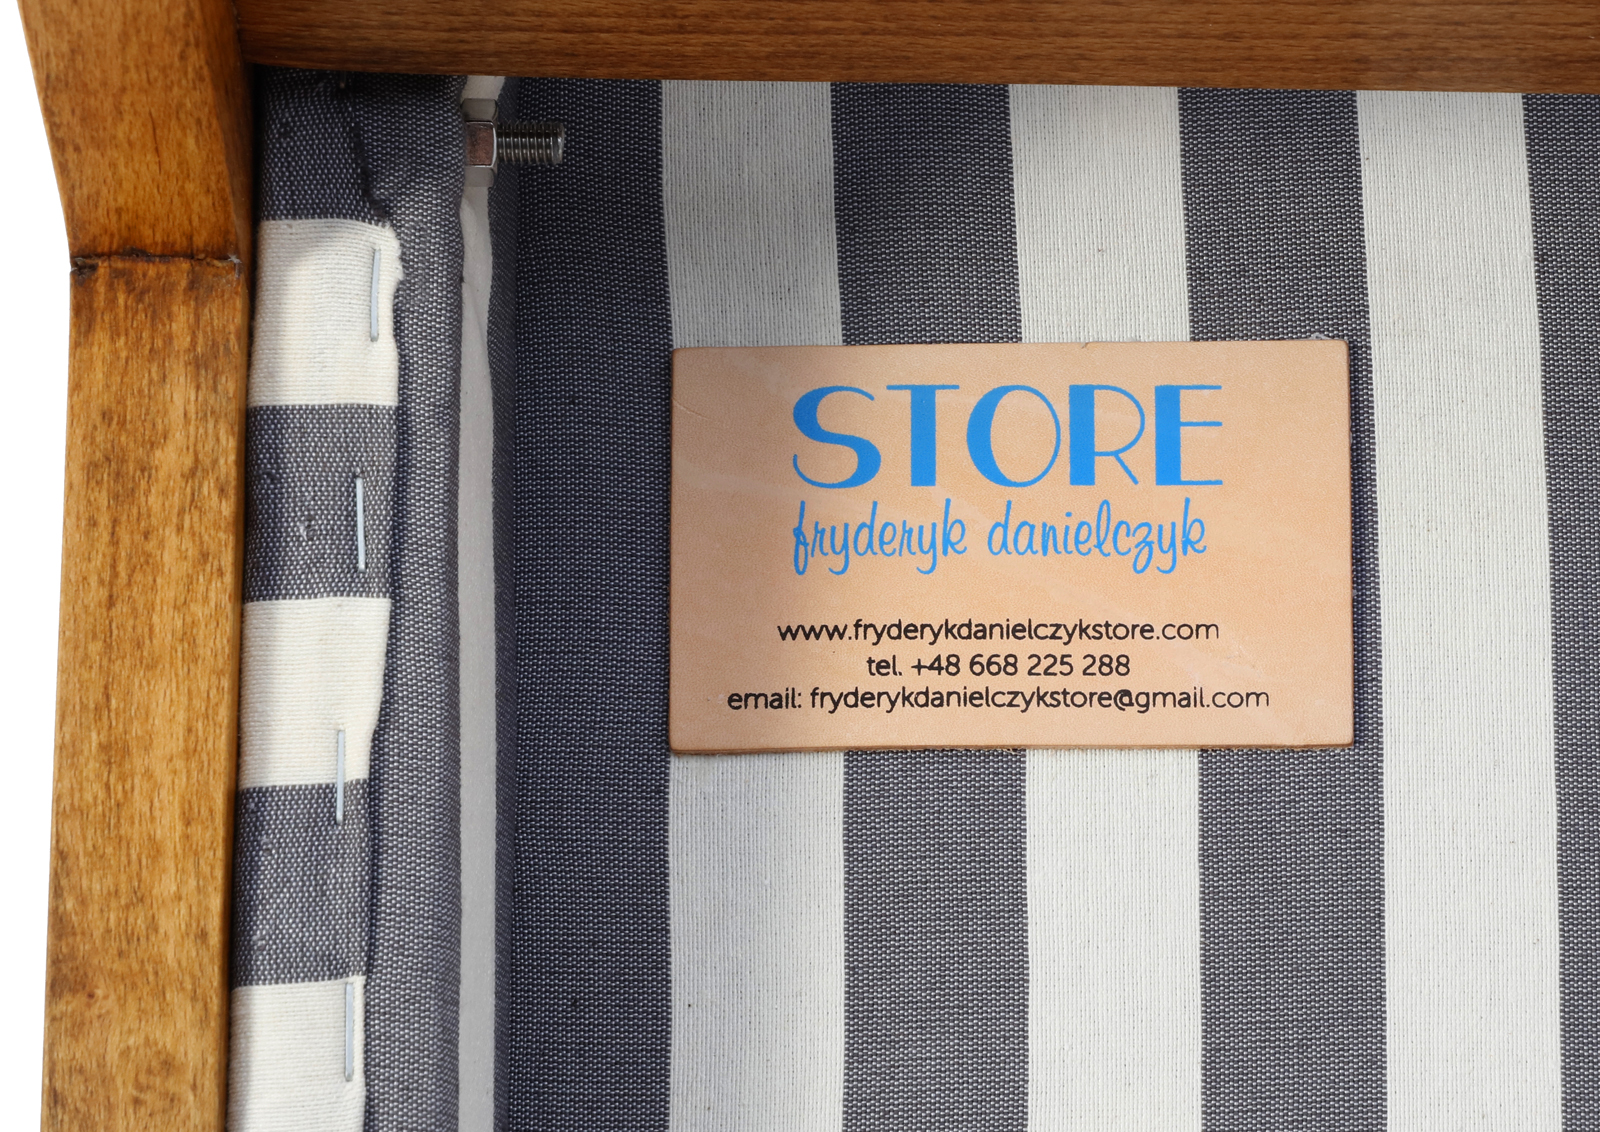 STORE
fryderyk danielczyk
www.fryderykdanielczykstore.com
tel. +48 668 225 288
email: fryderykdanielczykstore@gmail.com